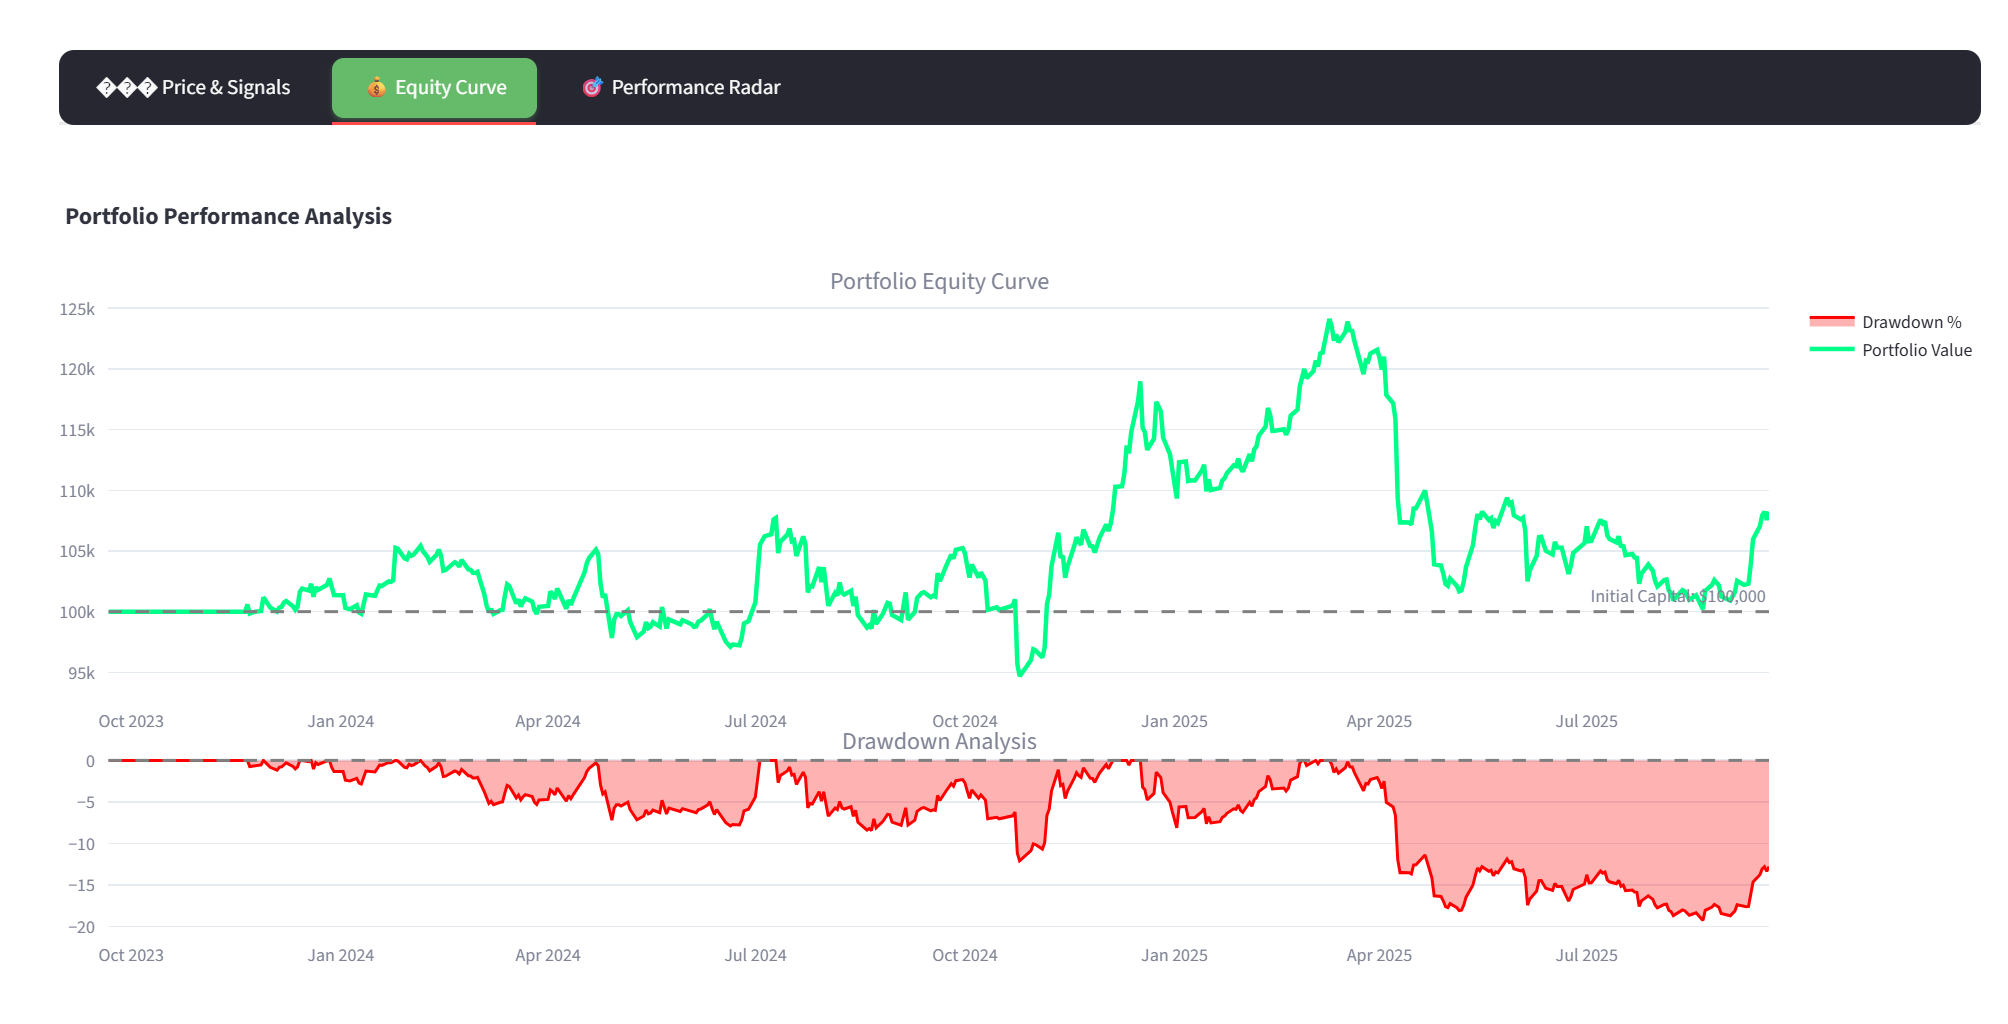 ��� Price & Signals
💰 Equity Curve
🎯 Performance Radar
Portfolio Performance Analysis
Portfolio Equity Curve
125k
120k
115k
110k
105k
100k
95k
Initial Capital: $100,000
Drawdown %
Portfolio Value
Oct 2023
Jan 2024
Apr 2024
Jul 2024
Oct 2024
Jan 2025
Apr 2025
Jul 2025
Drawdown Analysis
0
−5
−10
−15
−20
Oct 2023
Jan 2024
Apr 2024
Jul 2024
Oct 2024
Jan 2025
Apr 2025
Jul 2025